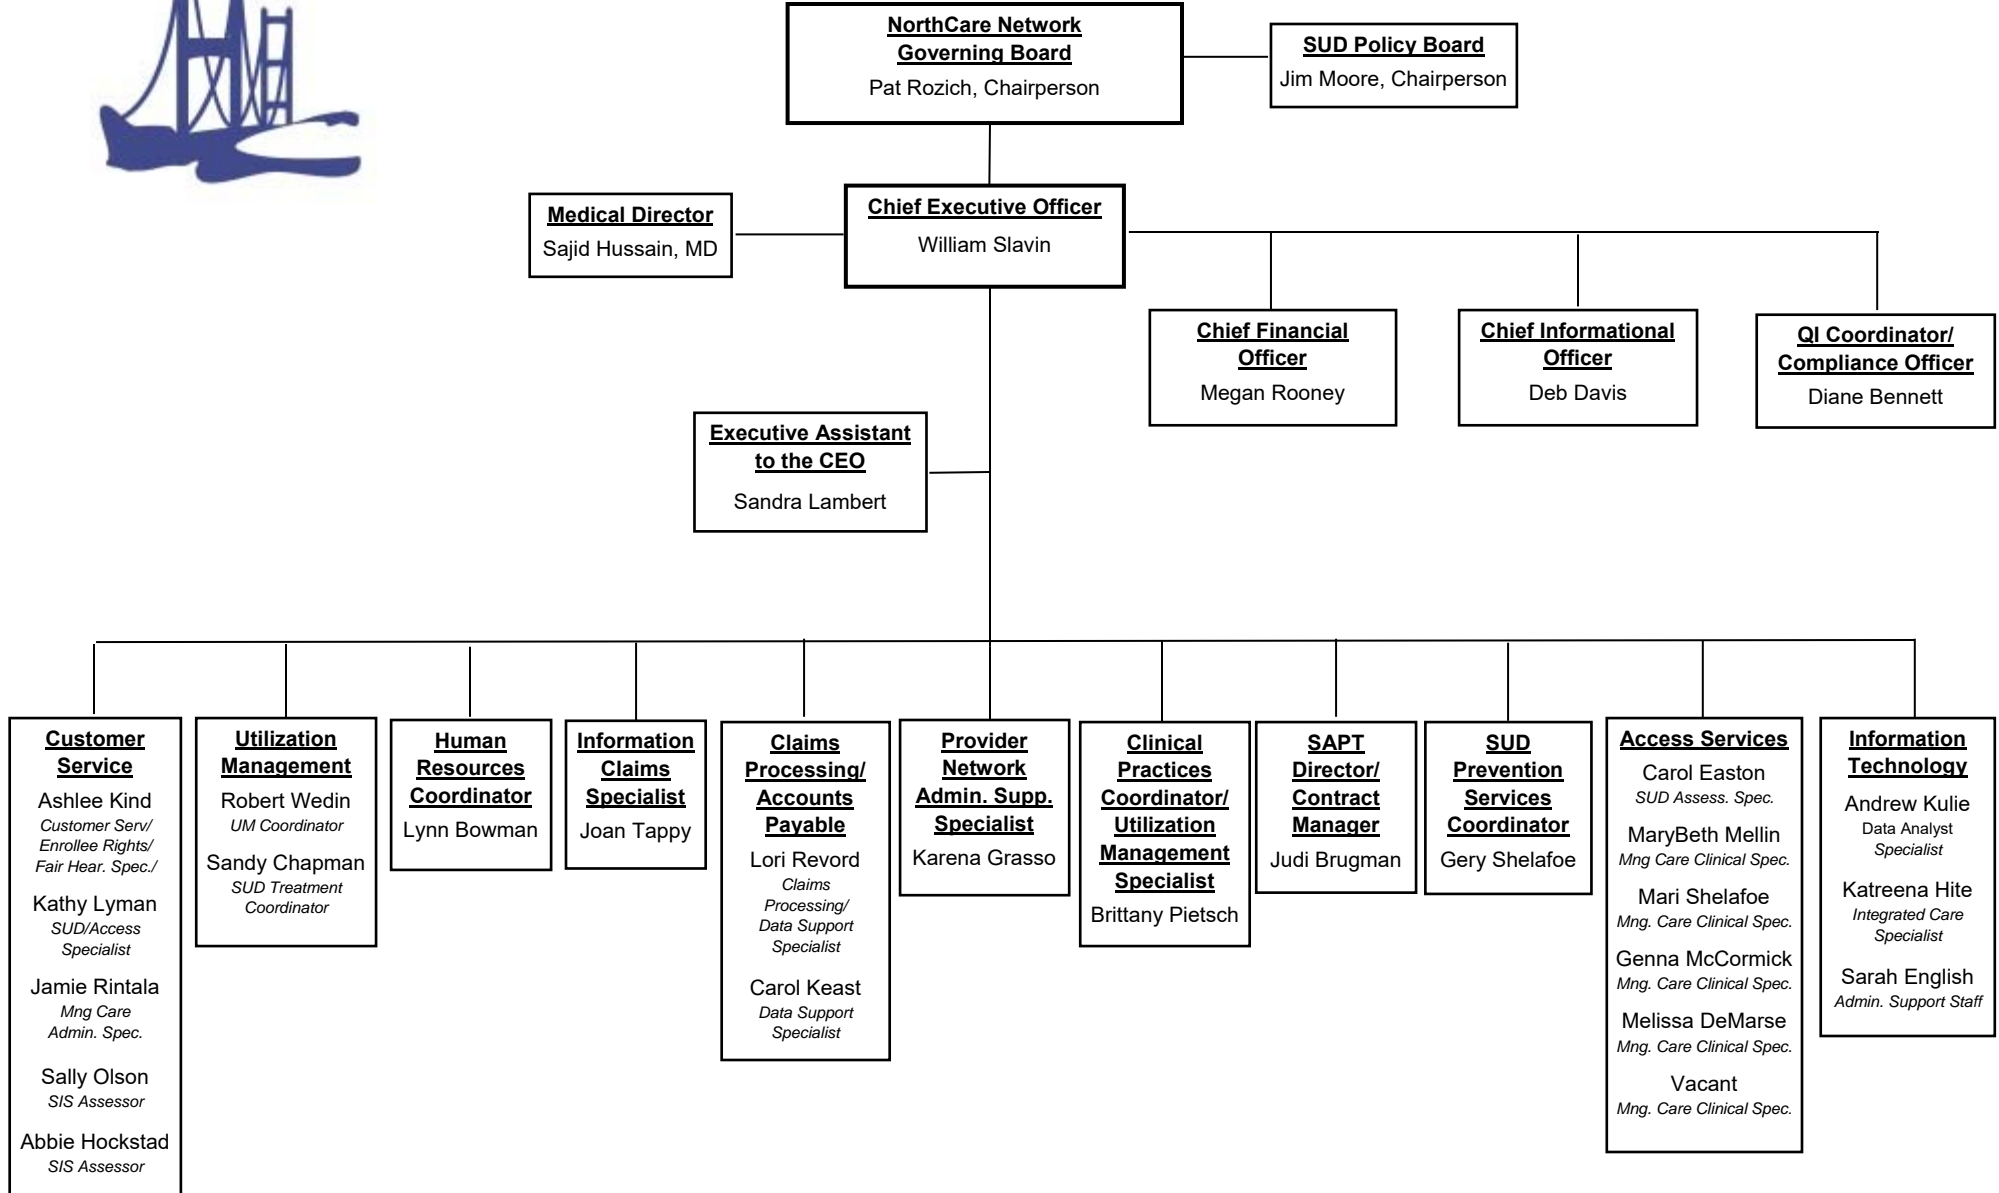 NorthCare Network
Governing Board
Pat Rozich, Chairperson
SUD Policy Board
Jim Moore, Chairperson
Medical Director
Sajid Hussain, MD
Chief Executive Officer
William Slavin
Chief Financial
Officer
Megan Rooney
Chief Informational
Officer
Deb Davis
QI Coordinator/
Compliance Officer
Diane Bennett
Executive Assistant
to the CEO
Sandra Lambert
Customer
Service
Ashlee Kind
Customer Serv/
Enrollee Rights/
Fair Hear. Spec./
Kathy Lyman
SUD/Access
Specialist
Jamie Rintala
Mng Care
Admin. Spec.
Sally Olson
SIS Assessor
Abbie Hockstad
SIS Assessor
Utilization
Management
Robert Wedin
UM Coordinator
Sandy Chapman
SUD Treatment
Coordinator
Human
Resources
Coordinator
Lynn Bowman
Information
Claims
Specialist
Joan Tappy
Claims
Processing/
Accounts
Payable
Lori Revord
Claims
Processing/
Data Support
Specialist
Carol Keast
Data Support
Specialist
Provider
Network
Admin. Supp.
Specialist
Karena Grasso
Clinical
Practices
Coordinator/
Utilization
Management
Specialist
Brittany Pietsch
SAPT
Director/
Contract
Manager
Judi Brugman
SUD
Prevention
Services
Coordinator
Gery Shelafoe
Access Services
Carol Easton
SUD Assess. Spec.
MaryBeth Mellin
Mng Care Clinical Spec.
Mari Shelafoe
Mng. Care Clinical Spec.
Genna McCormick
Mng. Care Clinical Spec.
Melissa DeMarse
Mng. Care Clinical Spec.
Vacant
Mng. Care Clinical Spec.
Information
Technology
Andrew Kulie
Data Analyst
Specialist
Katreena Hite
Integrated Care
Specialist
Sarah English
Admin. Support Staff